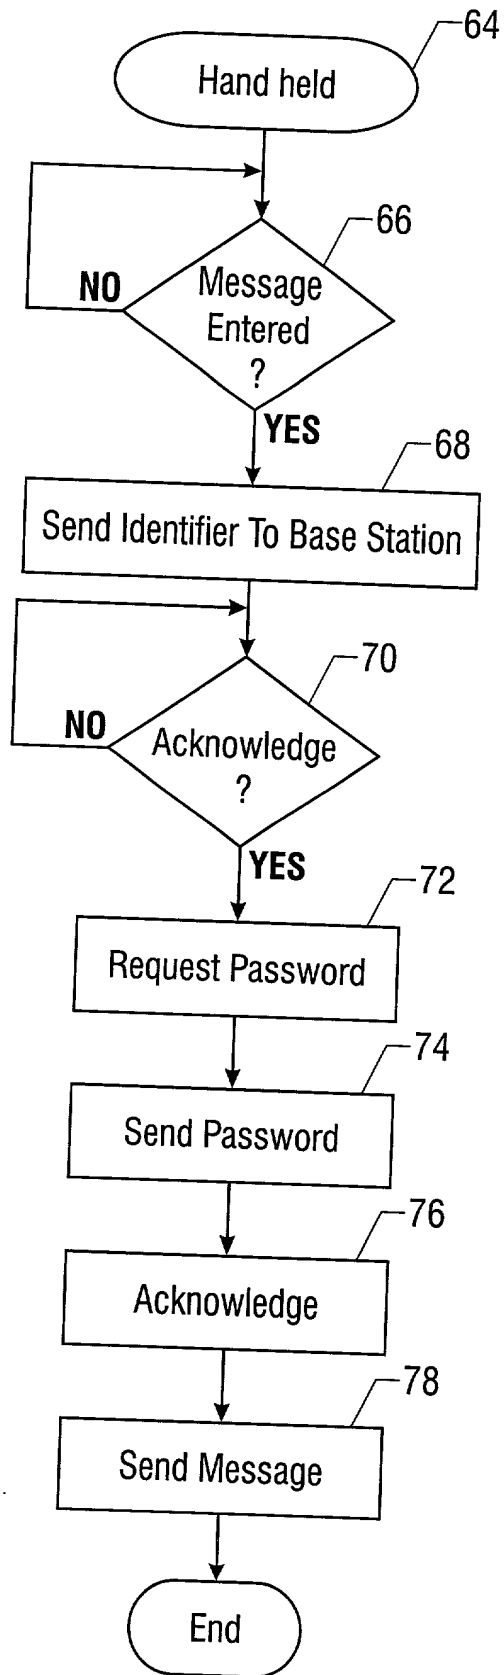 64
Hand held
66
Message
Entered
?
NO
YES
68
Send Identifier To Base Station
70
Acknowledge
?
NO
YES
72
Request Password
74
Send Password
76
Acknowledge
78
Send Message
End